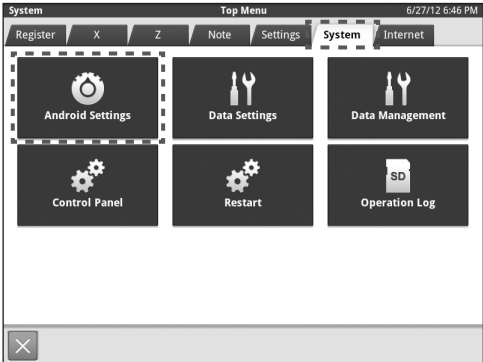 System Top Menu 6/27/12 6:46 PM
Register X Z Note Settings System Internet
Android Settings Data Settings Data Management
SD
Control Panel Restart Operation Log